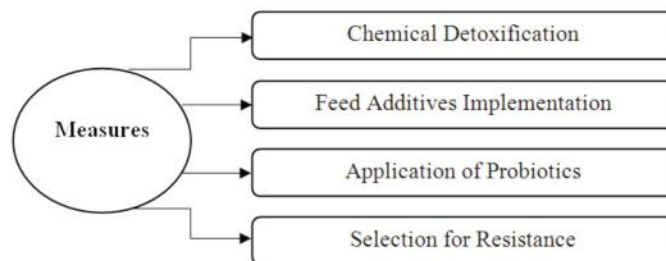 Chemical Detoxification
Feed Additives Implementation
Measures
Application of Probiotics
Selection for Resistance